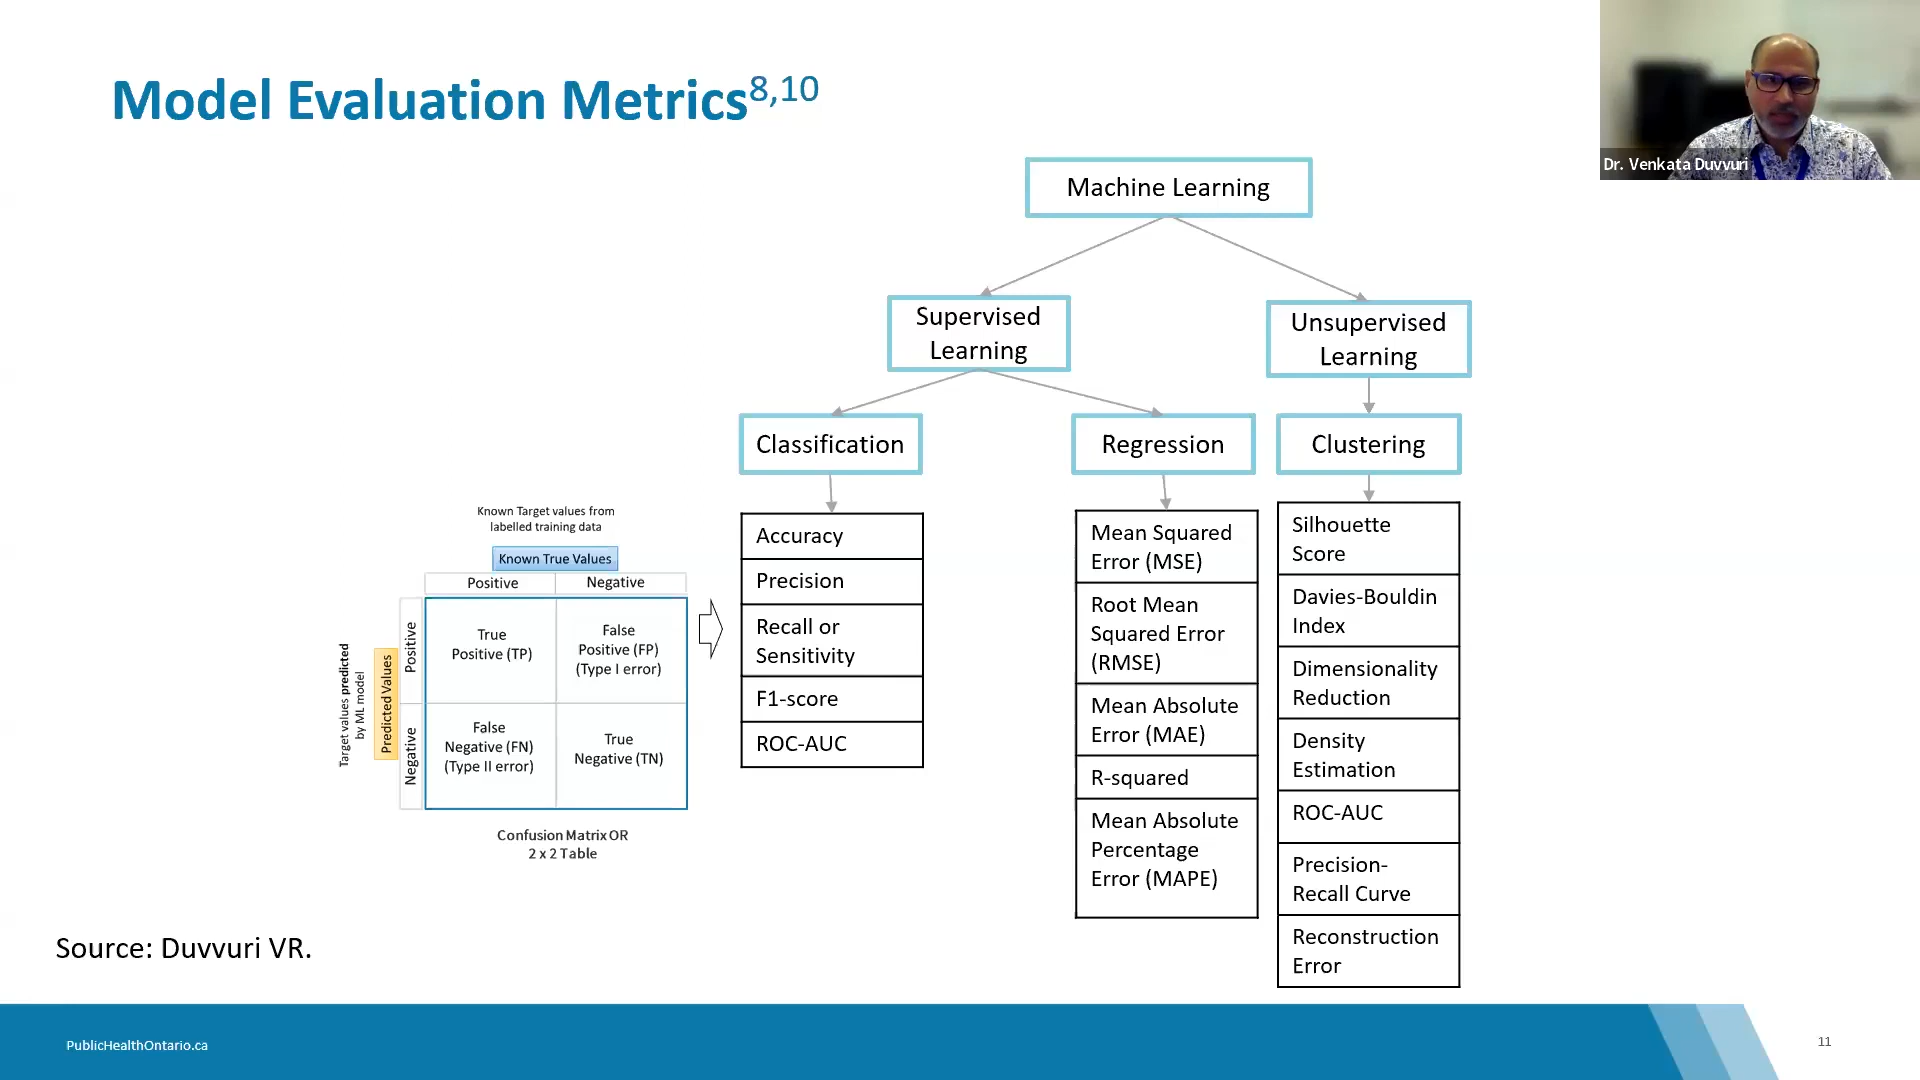 Model Evaluation Metrics8,10
Dr. Venkata Duvvuri
Machine Learning
Supervised
Learning
Unsupervised
Learning
Classification
Regression
Clustering
Known Target values from
labelled training data
Known True Values
Positive
Negative
Target values predicted
by ML model
Predicted Values
Positive
Negative
True
Positive (TP)
False
Positive (FP)
(Type I error)
False
Negative (FN)
(Type II error)
True
Negative (TN)
Confusion Matrix OR
2 x 2 Table
Accuracy
Precision
Recall or
Sensitivity
F1-score
ROC-AUC
Mean Squared
Error (MSE)
Root Mean
Squared Error
(RMSE)
Mean Absolute
Error (MAE)
R-squared
Mean Absolute
Percentage
Error (MAPE)
Silhouette
Score
Davies-Bouldin
Index
Dimensionality
Reduction
Density
Estimation
ROC-AUC
Precision-
Recall Curve
Reconstruction
Error
Source: Duvvuri VR.
PublicHealthOntario.ca
11